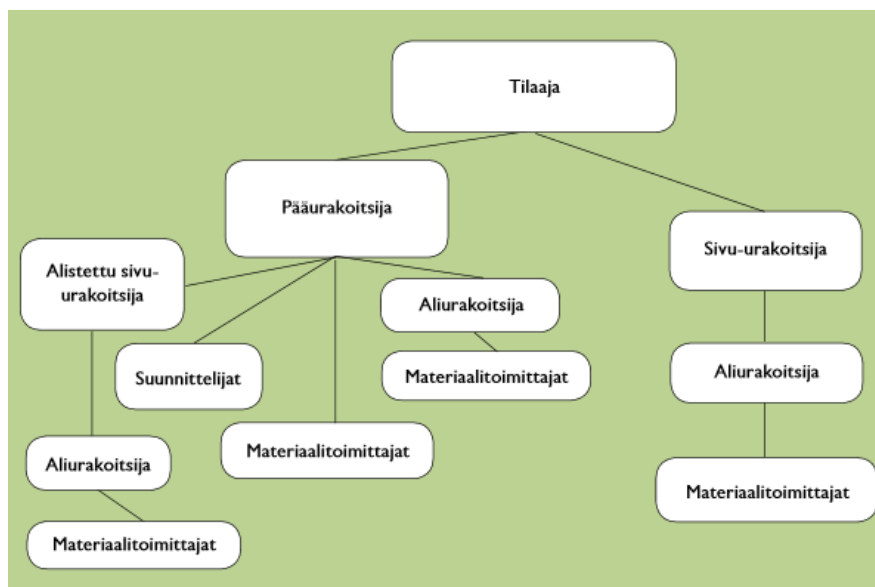 Tilaaja
Pääurakoitsija
Sivu-urakoitsija
Alistettu sivu-
urakoitsija
Aliurakoitsija
Suunnittelijat
Materiaalitoimittajat
Aliurakoitsija
Aliurakoitsija
Materiaalitoimittajat
Materiaalitoimittajat
Materiaalitoimittajat